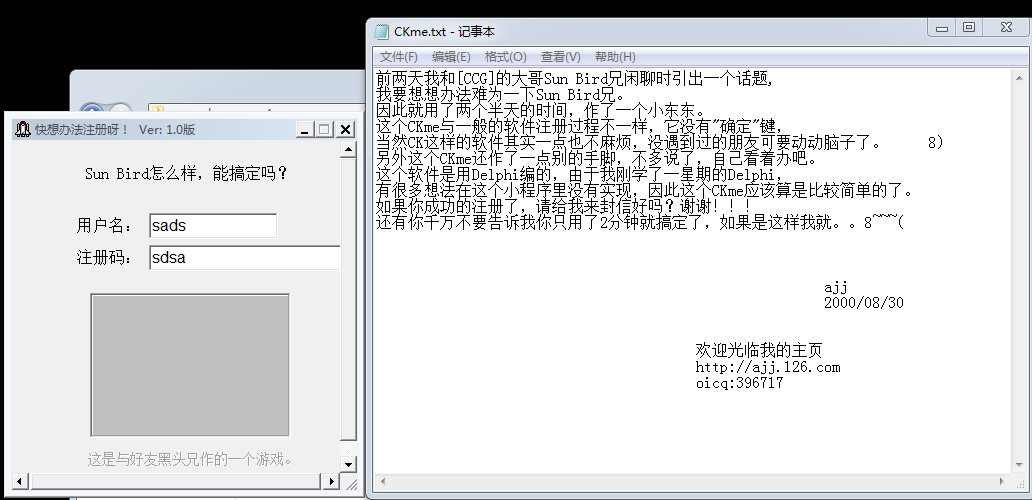 快想办法注册呀！ Ver: 1.0版
Sun Bird怎么样，能搞定吗？
用户名： sads
注册码： sdsa
这是与好友黑头兄作的一个游戏。
CKme.txt - 记事本
文件(F) 编辑(E) 格式(O) 查看(V) 帮助(H)
前两天我和[CCG]的大哥Sun Bird兄闲聊时引出一个话题,
我要想想办法难为一下Sun Bird兄。
因此就用了两个半天的时间，作了一个小东东。
这个CKme与一般的软件注册过程不一样，它没有"确定"键，
当然CK这样的软件其实一点也不麻烦，没遇到过的朋友可要动动脑子了。 8)
另外这个CKme还作了一点别的手脚，不多说了，自己看着办吧。
这个软件是用Delphi编的，由于我刚学了一星期的Delphi，
有很多想法在这个小程序里没有实现，因此这个CKme应该算是比较简单的了。
如果你成功的注册了，请给我来封信好吗？谢谢！！！
还有你千万不要告诉我你只用了2分钟就搞定了，如果是这样我就。。8~~~(
ajj
2000/08/30
欢迎光临我的主页
http://ajj.126.com
oicq:396717